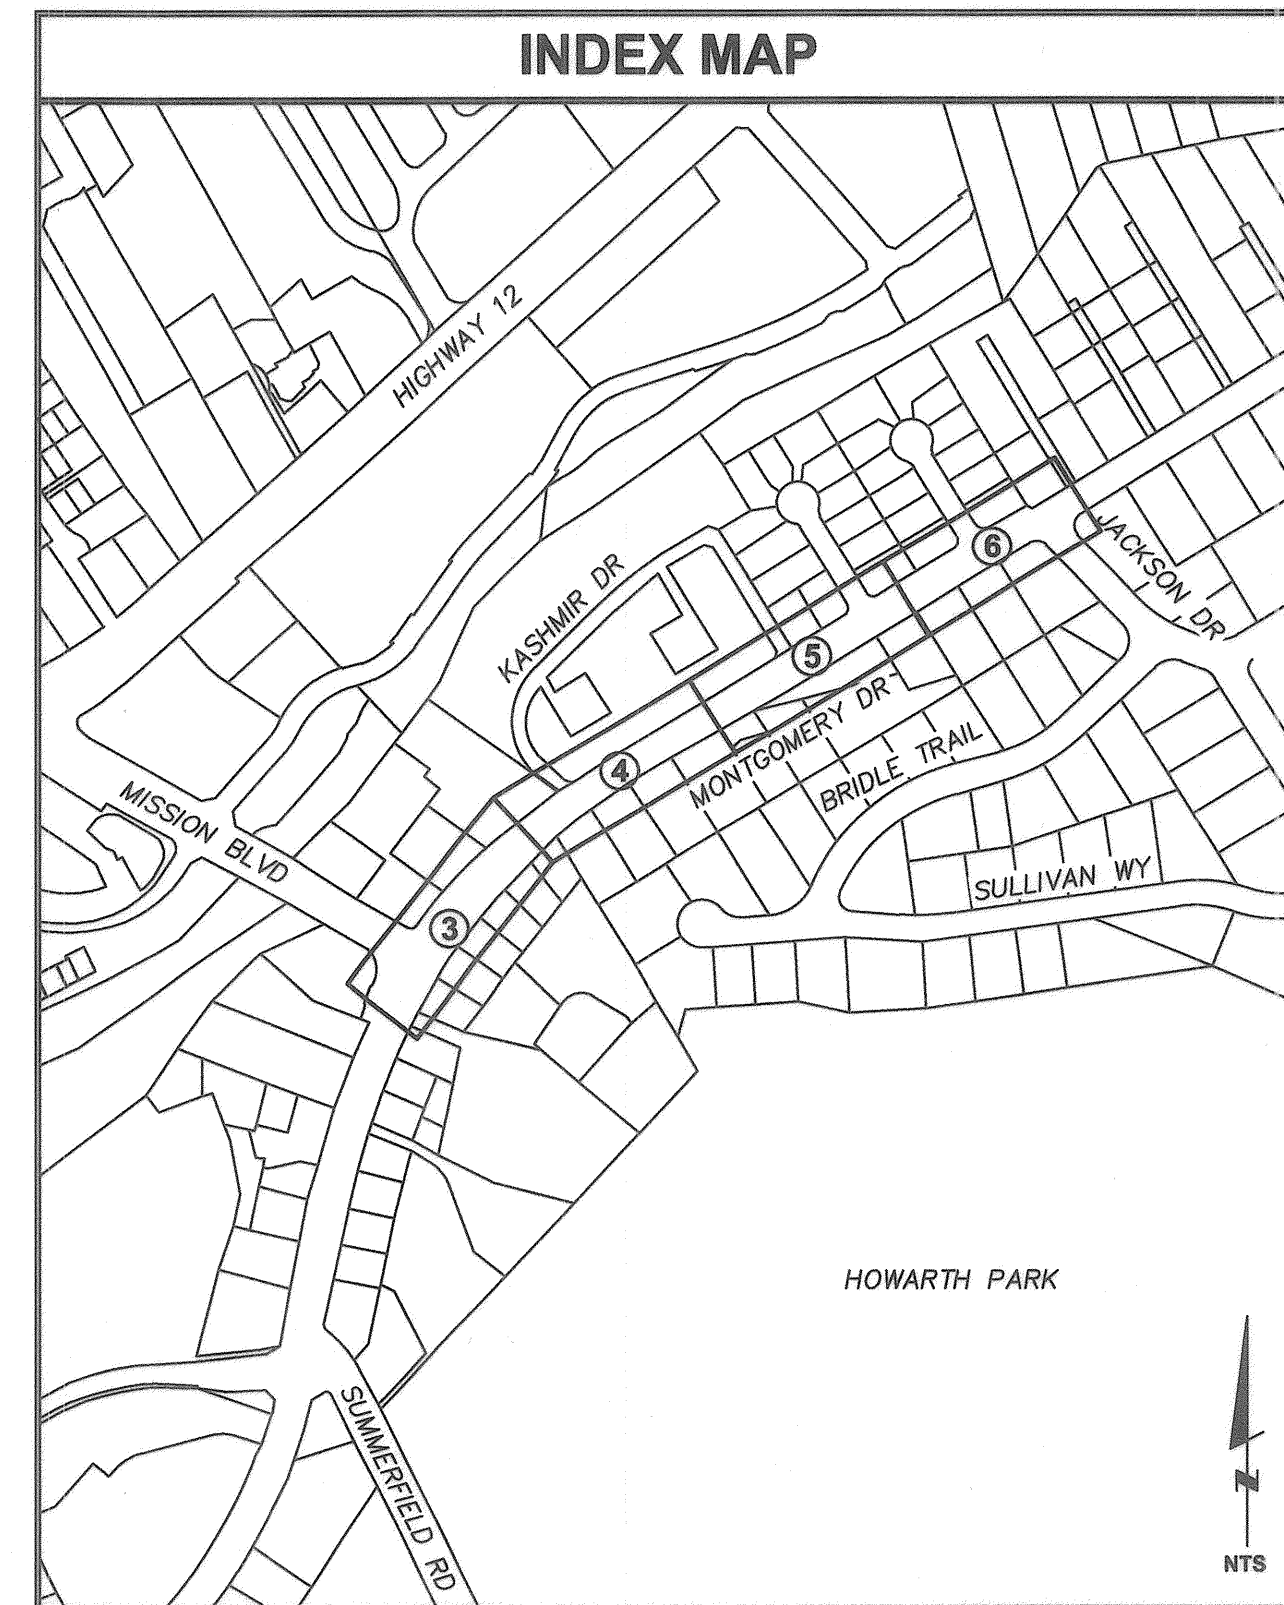 INDEX MAP
HIGHWAY 12
KASHMIR DR
JACKSON DR
6
5
MONTGOMERY DR
4
BRIDLE TRAIL
MISSION BLVD
SULLIVAN WY
3
HOWARTH PARK
SUMMERFIELD RD
N
NTS